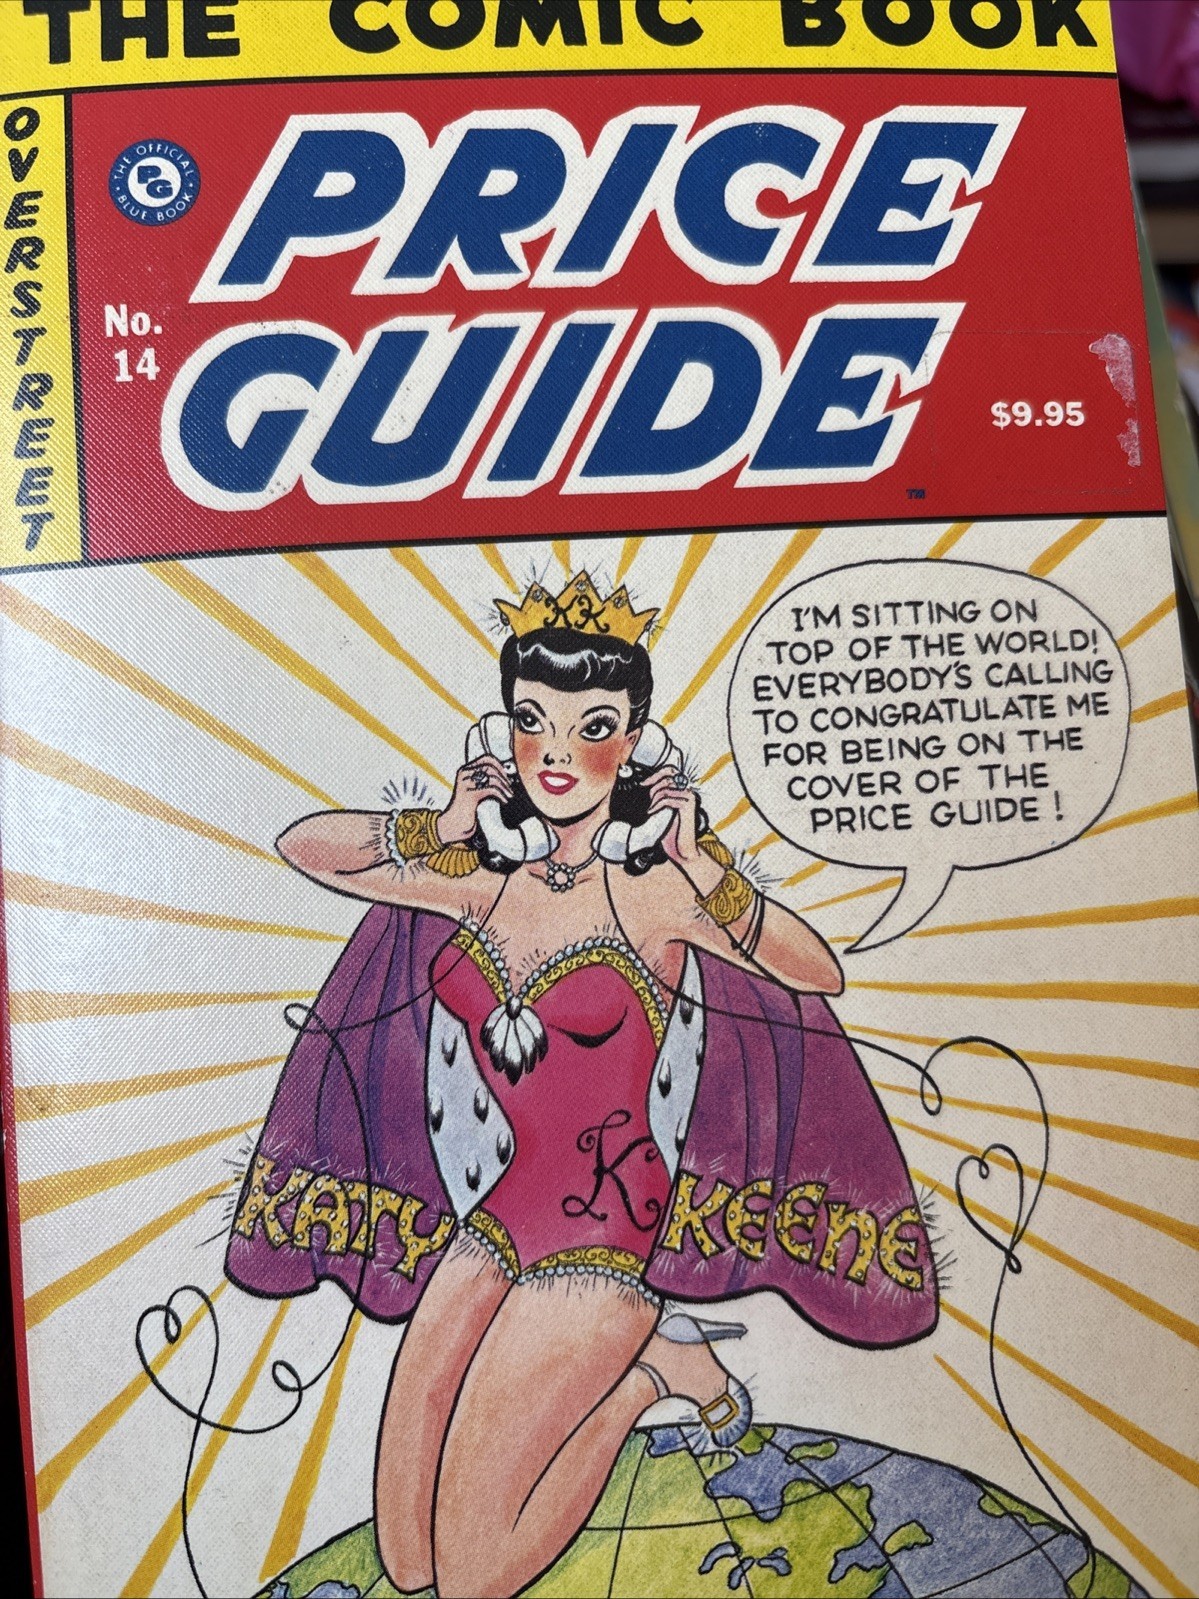 THE COMIC BOOK
OVERSTREET
THE OFFICIAL
PG
BLUE BOOK
PRICE
GUIDE
TM
No.
14
$9.95
I'M SITTING ON
TOP OF THE WORLD!
EVERYBODY'S CALLING
TO CONGRATULATE ME
FOR BEING ON THE
COVER OF THE
PRICE GUIDE!
KK
K
KATY KEENE